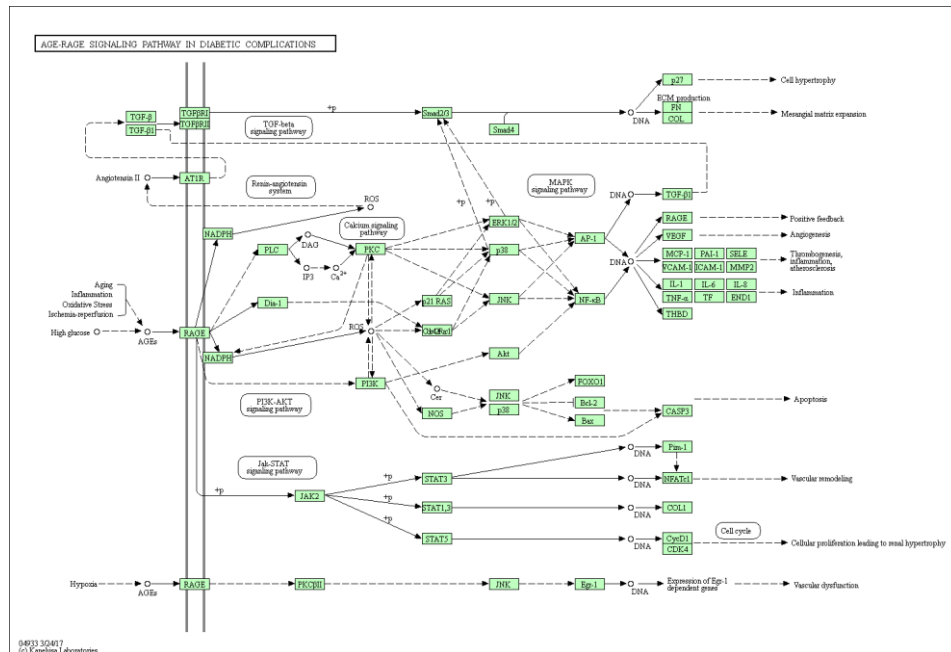 AGE-RAGE SIGNALING PATHWAY IN DIABETIC COMPLICATIONS
p27
Cell hypertrophy
ECM production
TGF-β
TGF-β1
TGFβRI
TGFβRII
+p
TGF-beta
signaling pathway
Smad2/3
Smad4
DNA
FN
COL
Mesangial matrix expansion
Angiotensin II
AT1R
Renin-angiotensin
system
ROS
MAPK
signaling pathway
DNA
TGF-β1
NADPH
DAG
Calcium signaling
pathway
+p
+p
ERK1/2
RAGE
Positive feedback
PLC
PKC
p38
AP-1
VEGF
Angiogenesis
IP3
Ca2+
DNA
MCP-1
PAI-1
SELE
VCAM-1
ICAM-1
MMP2
Thrombogenesis,
inflammation,
atherosclerosis
Aging
Inflammation
Oxidative Stress
Ischemia-reperfusion
Dia-1
p21 RAS
JNK
NF-κB
IL-1
IL-6
IL-8
TNF-α
TF
END1
Inflammation
THBD
High glucose
AGEs
RAGE
ROS
NADPH
Akt
PI3K
Cer
FOXO1
PI3K-AKT
signaling pathway
NOS
JNK
p38
Bcl-2
Bax
CASP3
Apoptosis
Jak-STAT
signaling pathway
+p
JAK2
+p
STAT3
DNA
Pim-1
DNA
NFATc1
Vascular remodeling
+p
STAT1,3
DNA
COL1
+p
STAT5
DNA
CycD1
CDK4
Cell cycle
Cellular proliferation leading to renal hypertrophy
Hypoxia
AGEs
RAGE
PKCβII
JNK
Egr-1
DNA
Expression of Egr-1
dependent genes
Vascular dysfunction
04933 3/24/17
(c) Kanehisa Laboratories